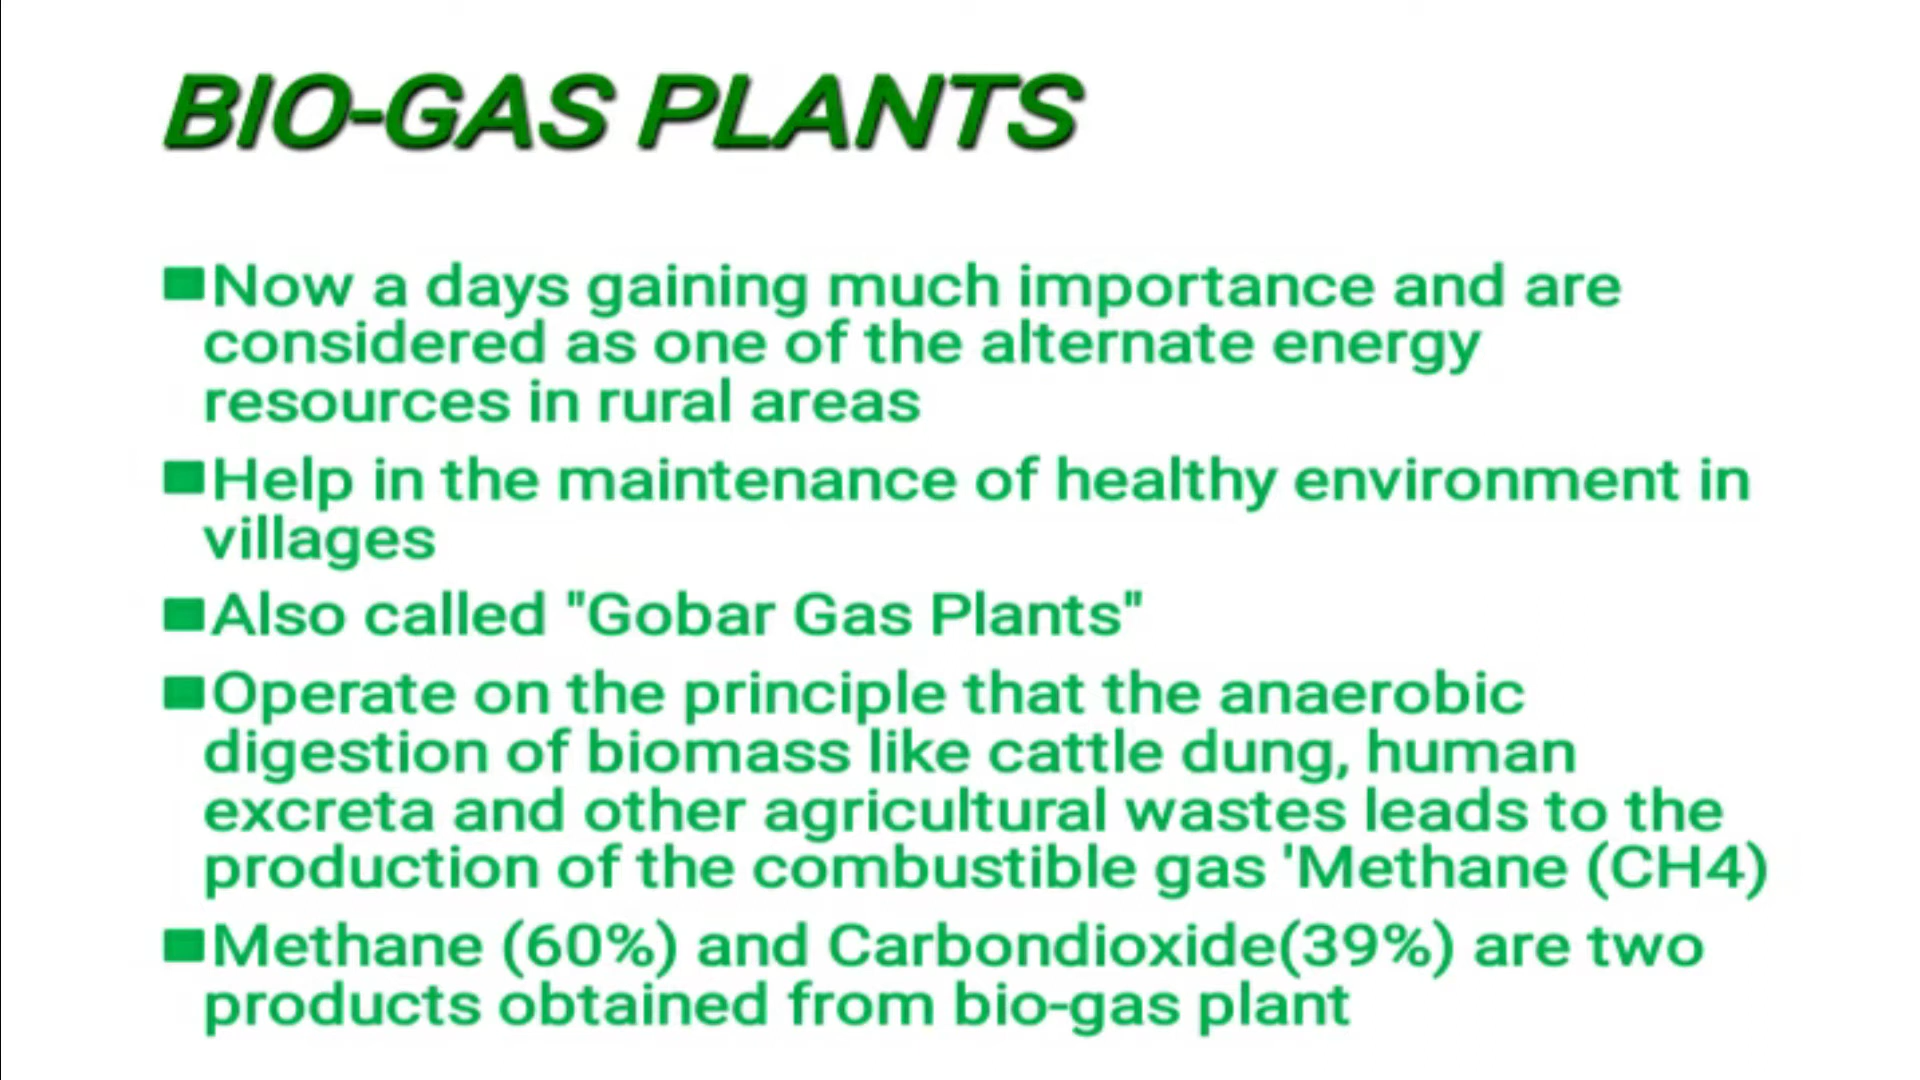 BIO-GAS PLANTS
■Now a days gaining much importance and are
considered as one of the alternate energy
resources in rural areas
■Help in the maintenance of healthy environment in
villages
■Also called "Gobar Gas Plants"
■Operate on the principle that the anaerobic
digestion of biomass like cattle dung, human
excreta and other agricultural wastes leads to the
production of the combustible gas 'Methane (CH4)
■Methane (60%) and Carbondioxide(39%) are two
products obtained from bio-gas plant